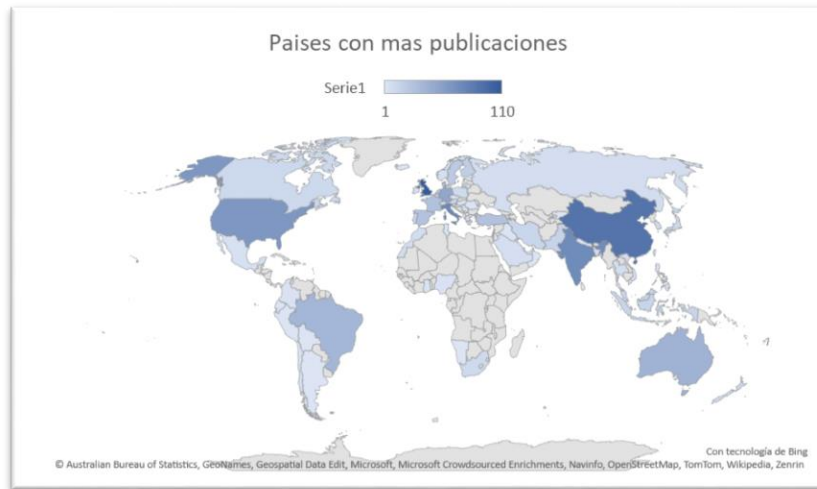 Paises con mas publicaciones
Serie1
1 110
Con tecnología de Bing
© Australian Bureau of Statistics, GeoNames, Geospatial Data Edit, Microsoft, Microsoft Crowdsourced Enrichments, Navinfo, OpenStreetMap, TomTom, Wikipedia, Zenrin